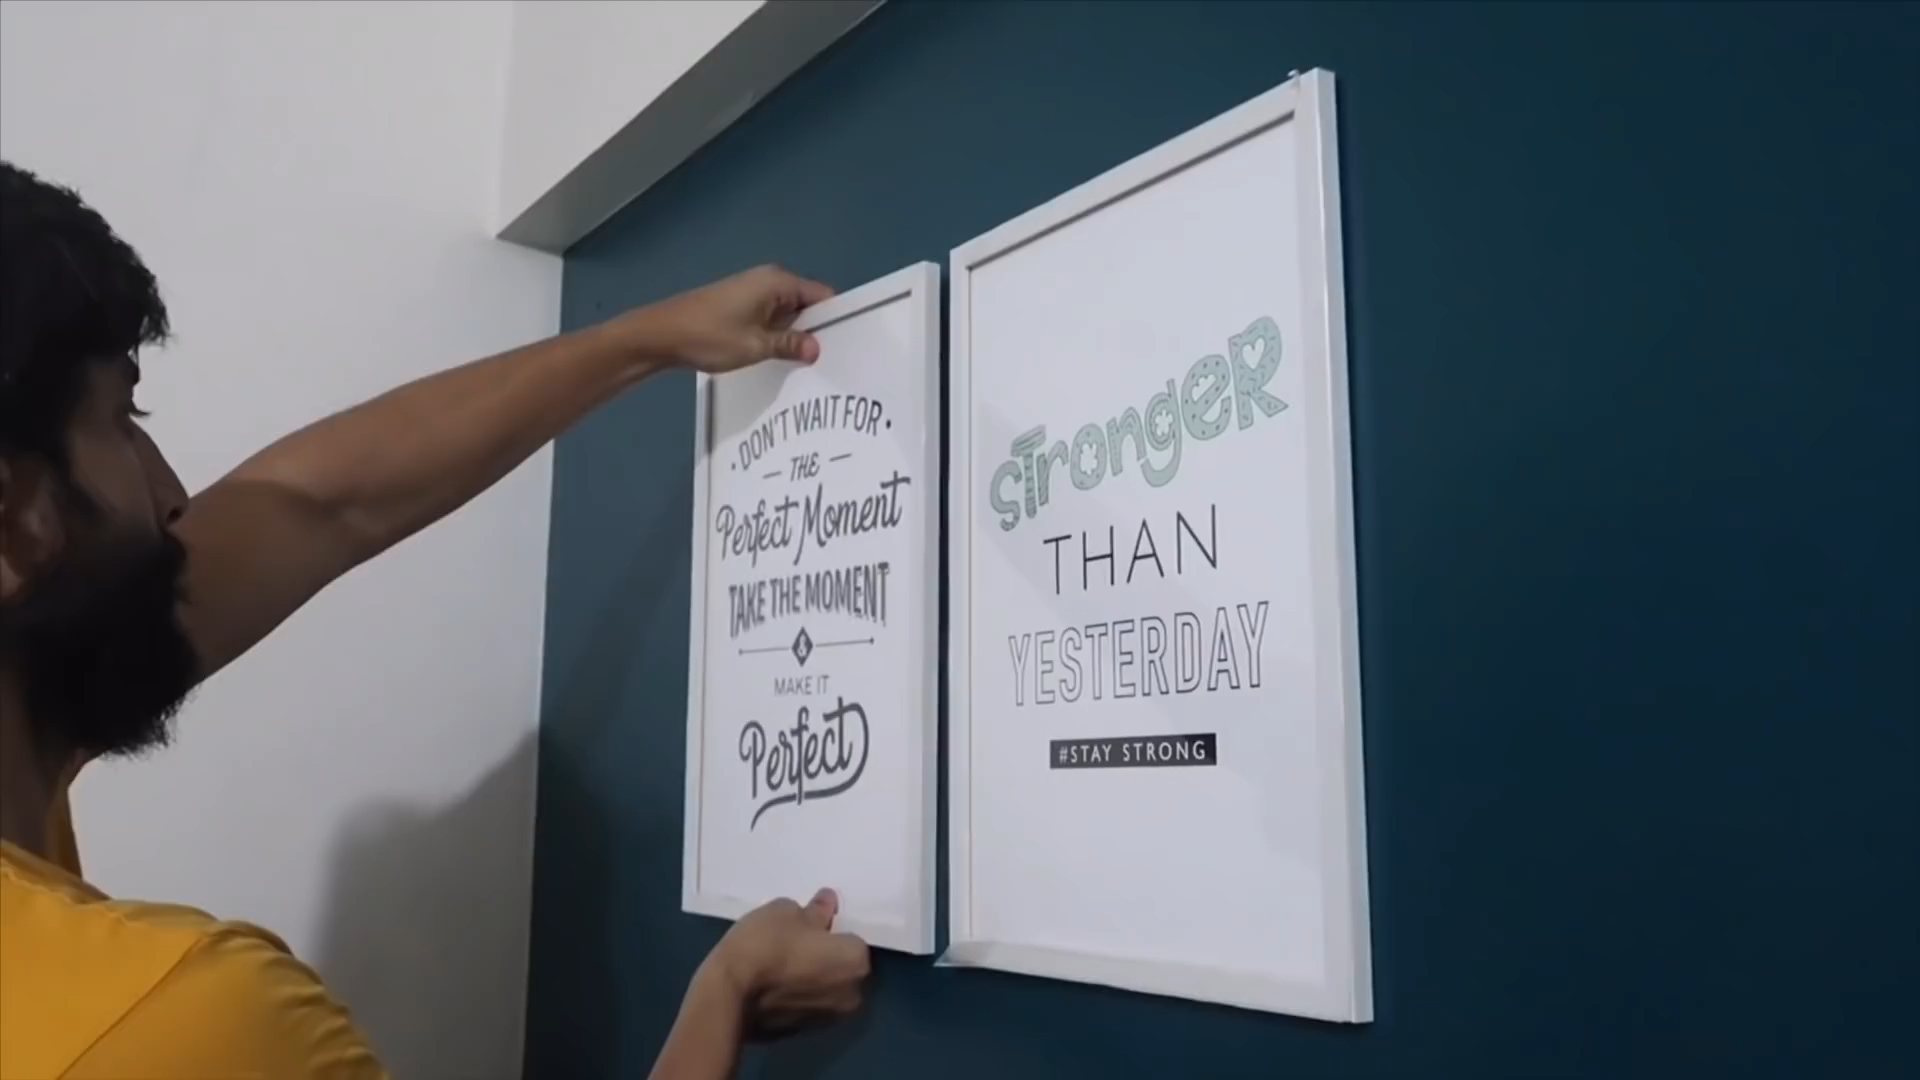 · DON'T WAIT FOR ·
— THE —
Perfect Moment
TAKE THE MOMENT
&
MAKE IT
Perfect
stronger
THAN
YESTERDAY
#STAY STRONG